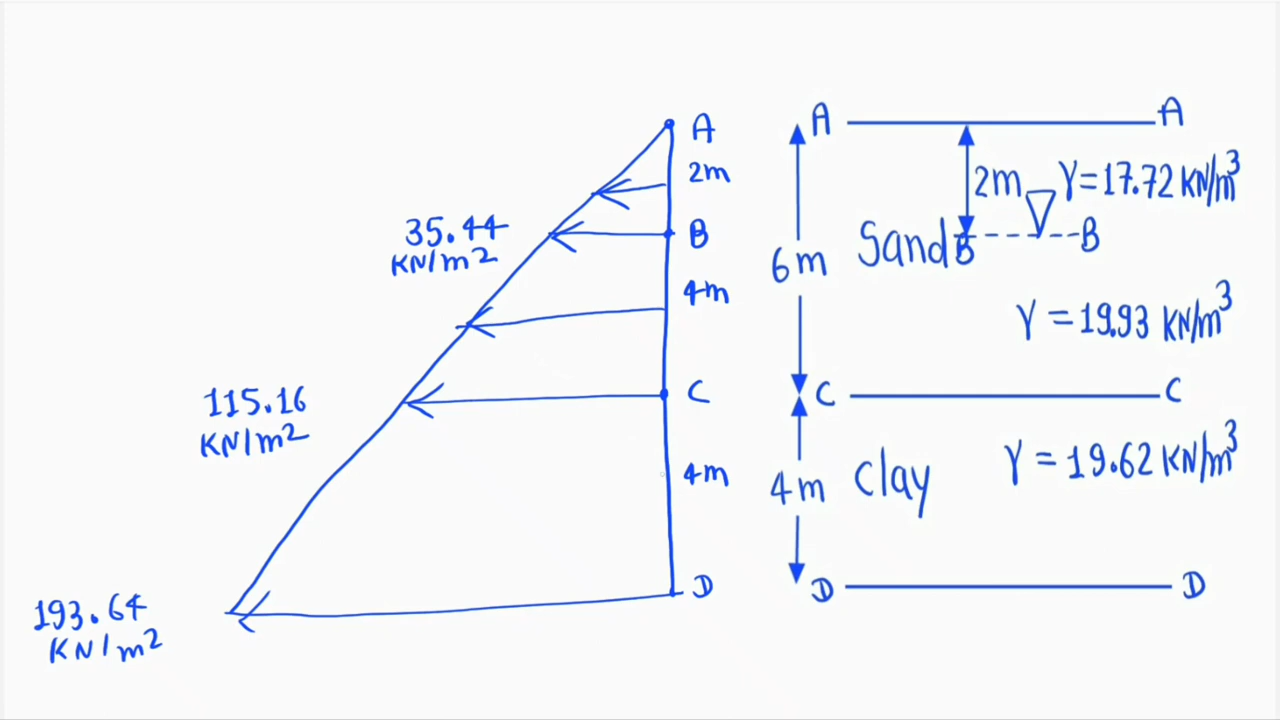 A
2m
35.44
KN/m2
B
4m
115.16
KN/m2
C
4m
193.64
KN/m2
D
A
A
2m
γ=17.72 KN/m³
6m
Sand
B
B
γ = 19.93 KN/m³
C
C
4m
clay
γ = 19.62 KN/m³
D
D